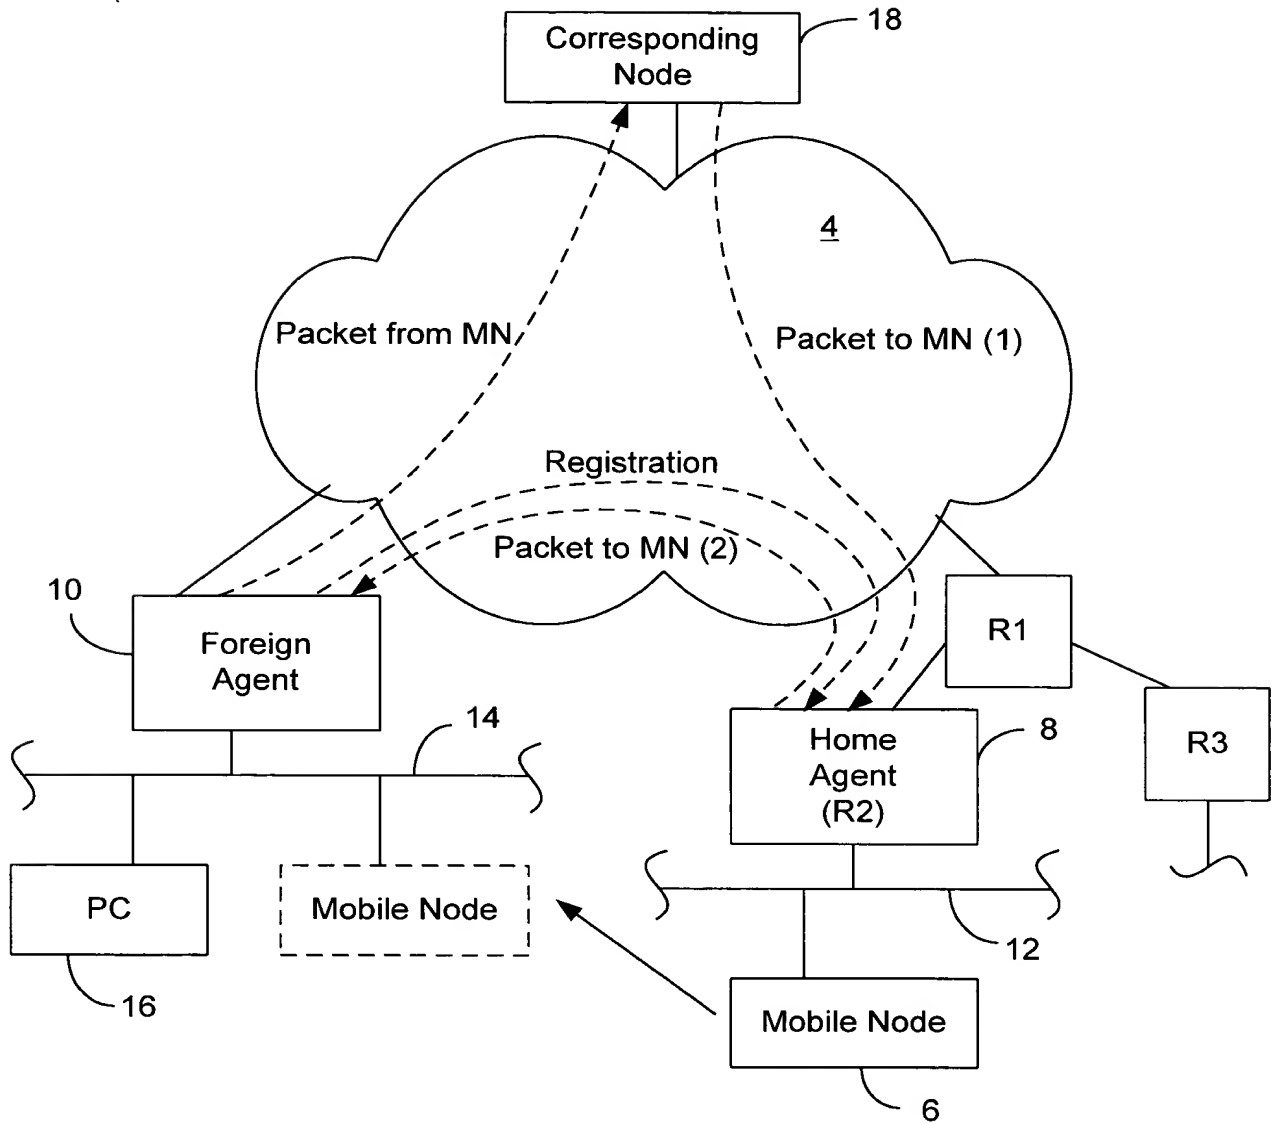 18
Corresponding
Node
4
Packet from MN
Packet to MN (1)
Registration
Packet to MN (2)
10
Foreign
Agent
R1
14
8
Home
Agent
(R2)
R3
PC
Mobile Node
12
16
Mobile Node
6